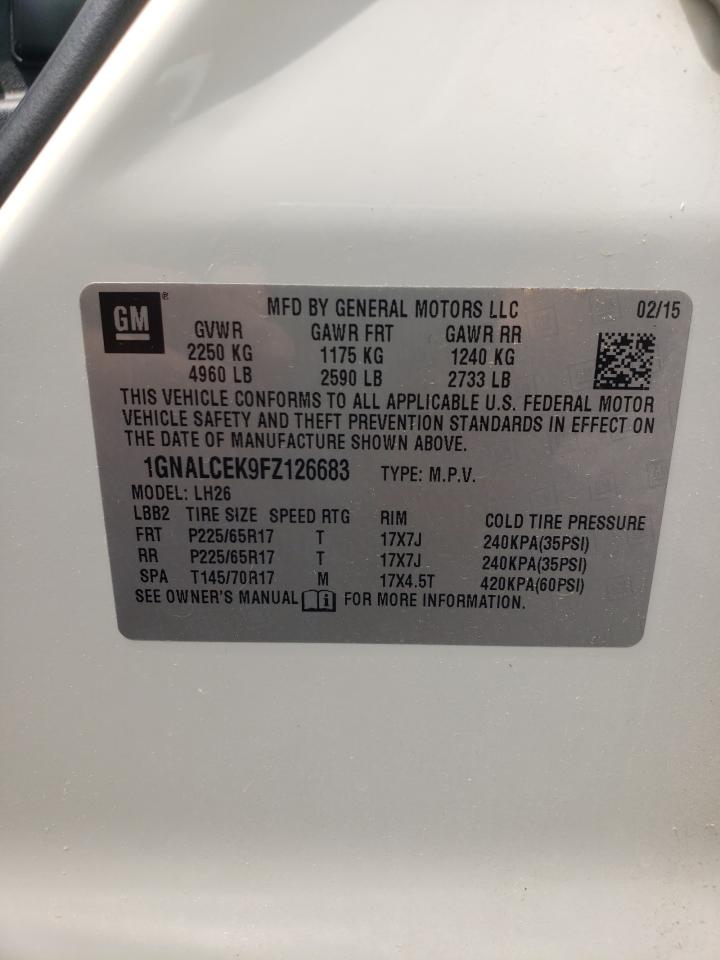 GM ® MFD BY GENERAL MOTORS LLC 02/15
GVWR GAWR FRT GAWR RR
2250 KG 1175 KG 1240 KG
4960 LB 2590 LB 2733 LB
THIS VEHICLE CONFORMS TO ALL APPLICABLE U.S. FEDERAL MOTOR
VEHICLE SAFETY AND THEFT PREVENTION STANDARDS IN EFFECT ON
THE DATE OF MANUFACTURE SHOWN ABOVE.
1GNALCEK9FZ126683 TYPE: M.P.V.
MODEL: LH26
LBB2 TIRE SIZE SPEED RTG RIM COLD TIRE PRESSURE
FRT P225/65R17 T 17X7J 240KPA(35PSI)
RR P225/65R17 T 17X7J 240KPA(35PSI)
SPA T145/70R17 M 17X4.5T 420KPA(60PSI)
SEE OWNER'S MANUAL i FOR MORE INFORMATION.